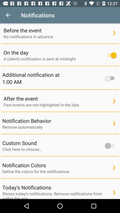 12:27
Notifications
Before the event
No notifications in advance
On the day
A (silent) notification is sent at midnight
Additional notification at
1:00 AM
After the event
Past events are not highlighted in the lists
Notification Behavior
Remove automatically
Custom Sound
Click here to choose...
Notification Colors
Define the colors for the notifications
Today's Notifications
Shows today's notifications. Remove notifications from